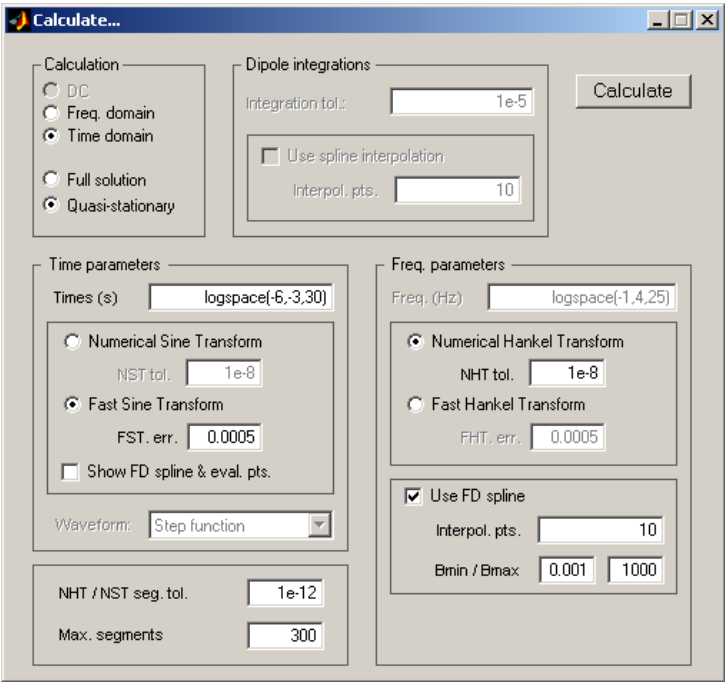 Calculate...
Calculation
DC
Freq. domain
Time domain
Full solution
Quasi-stationary
Dipole integrations
Integration tol.: 1e-5
Use spline interpolation
Interpol. pts. 10
Calculate
Time parameters
Times (s) logspace(-6,-3,30)
Numerical Sine Transform
NST tol. 1e-8
Fast Sine Transform
FST. err. 0.0005
Show FD spline & eval. pts.
Waveform: Step function
NHT / NST seg. tol. 1e-12
Max. segments 300
Freq. parameters
Freq. (Hz) logspace(-1,4,25)
Numerical Hankel Transform
NHT tol. 1e-8
Fast Hankel Transform
FHT. err. 0.0005
Use FD spline
Interpol. pts. 10
Bmin / Bmax 0.001 1000